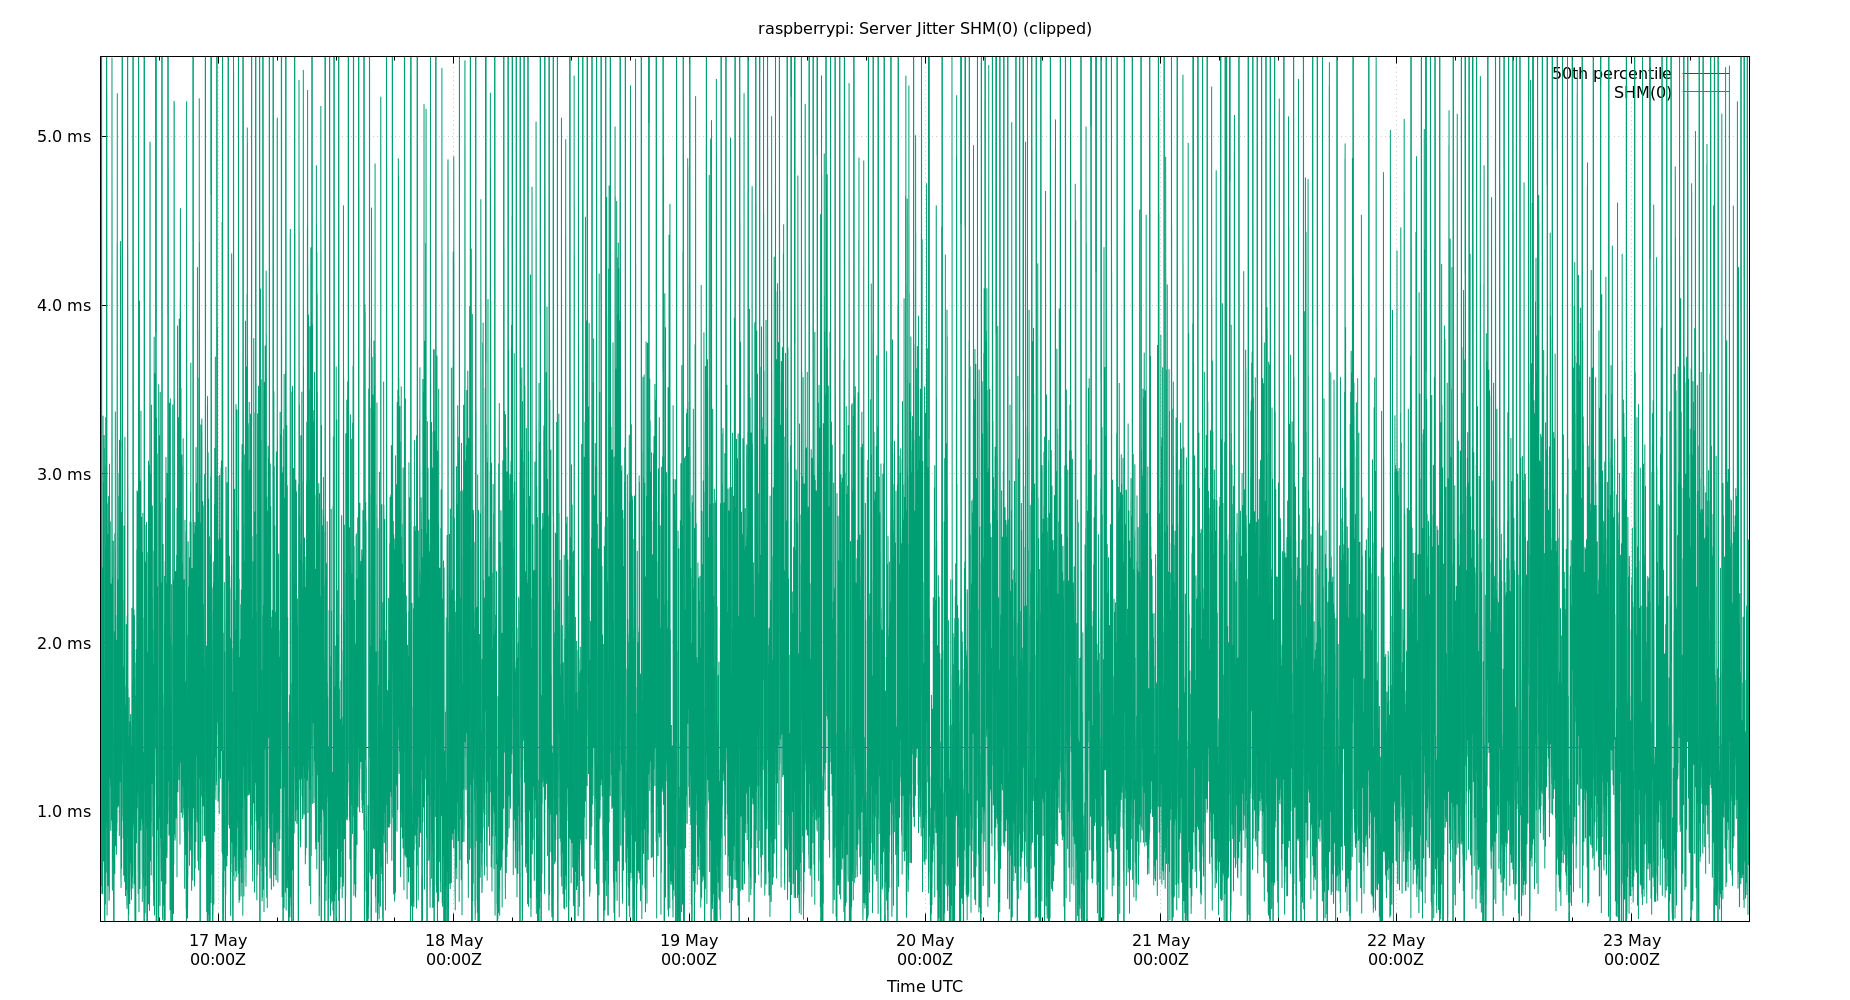 raspberrypi: Server Jitter SHM(0) (clipped)
50th percentile
SHM(0)
5.0 ms
4.0 ms
3.0 ms
2.0 ms
1.0 ms
17 May 18 May 19 May 20 May 21 May 22 May 23 May
00:00Z 00:00Z 00:00Z 00:00Z 00:00Z 00:00Z 00:00Z
Time UTC